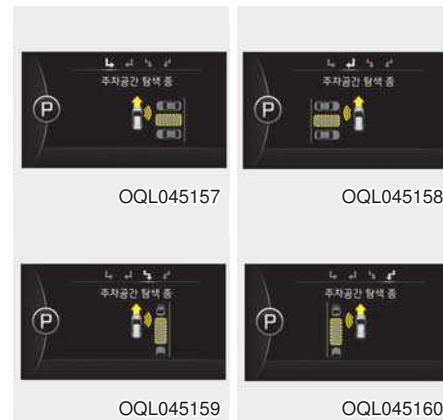 주차공간 탐색 중
P
OQL045157
주차공간 탐색 중
P
OQL045158
주차공간 탐색 중
P
OQL045159
주차공간 탐색 중
P
OQL045160